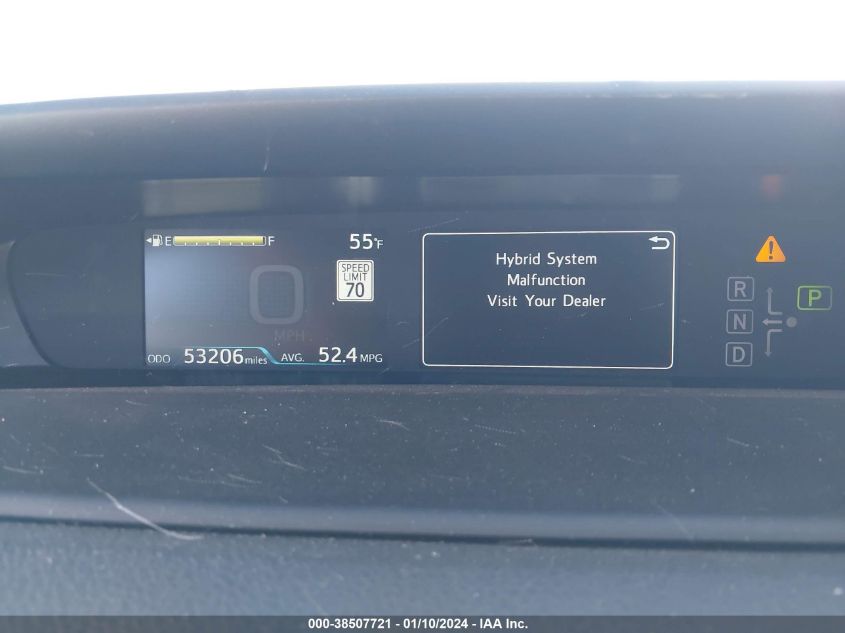 E F 55°F
SPEED
LIMIT
70
0
MPH
ODO 53206 miles AVG. 52.4 MPG
Hybrid System
Malfunction
Visit Your Dealer
R
N
D
P
000-38507721 - 01/10/2024 - IAA Inc.